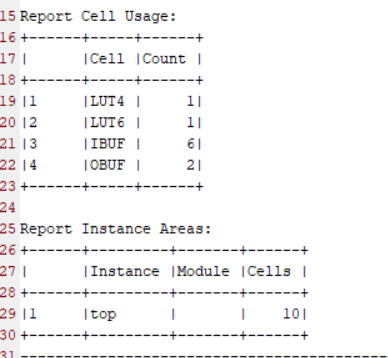 15 Report Cell Usage:
16 +------+-----+------+
17 |      |Cell |Count |
18 +------+-----+------+
19 |1     |LUT4 |     1|
20 |2     |LUT6 |     1|
21 |3     |IBUF |     6|
22 |4     |OBUF |     2|
23 +------+-----+------+
24
25 Report Instance Areas:
26 +------+---------+-------+------+
27 |      |Instance |Module |Cells |
28 +------+---------+-------+------+
29 |1     |top      |       |    10|
30 +------+---------+-------+------+
31 ---------------------------------------